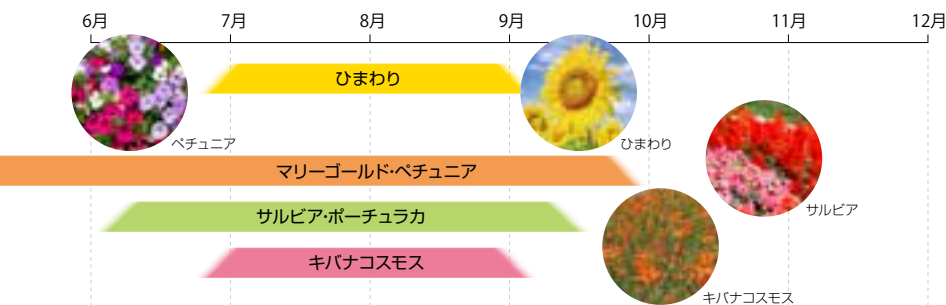 6月 7月 8月 9月 10月 11月 12月
ひまわり
ペチュニア
ひまわり
マリーゴールド・ペチュニア
サルビア・ポーチュラカ
サルビア
キバナコスモス
キバナコスモス